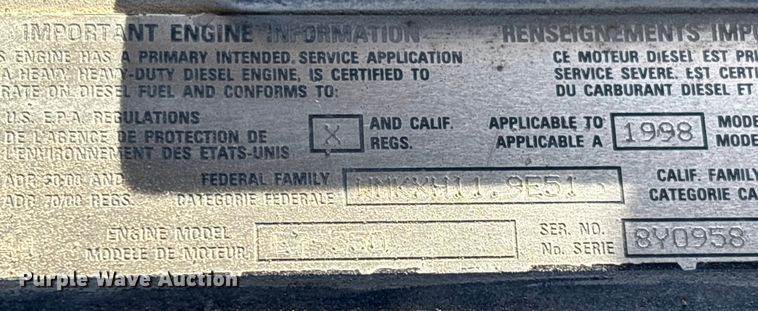 IMPORTANT ENGINE INFORMATION
S ENGINE HAS A PRIMARY INTENDED SERVICE APPLICATION
A HEAVY HEAVY-DUTY DIESEL ENGINE, IS CERTIFIED TO
RATE ON DIESEL FUEL AND CONFORMS TO:
U.S. E.P.A. REGULATIONS
DE L'AGENCE DE PROTECTION DE
L'ENVIRONNEMENT DES ETATS-UNIS
X
AND CALIF.
REGS.
ADR 30/00 AND
ADR 70/00 REGS.
FEDERAL FAMILY
CATEGORIE FEDERALE
ENGINE MODEL
MODELE DE MOTEUR
RENSEIGNEMENTS IMPO
CE MOTEUR DIESEL EST PRI
SERVICE SEVERE. EST CERT
DU CARBURANT DIESEL ET
APPLICABLE TO
APPLICABLE A
1998
MODE
MODE
CALIF. FAMILY
CATEGORIE CA
SER. NO.
No. SERIE
8Y0958
Purple Wave Auction